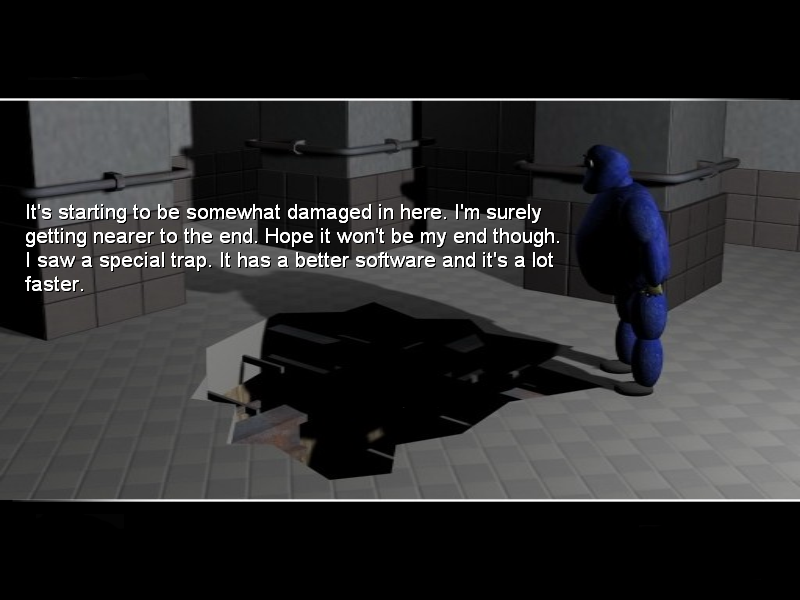 It's starting to be somewhat damaged in here. I'm surely
getting nearer to the end. Hope it won't be my end though.
I saw a special trap. It has a better software and it's a lot
faster.